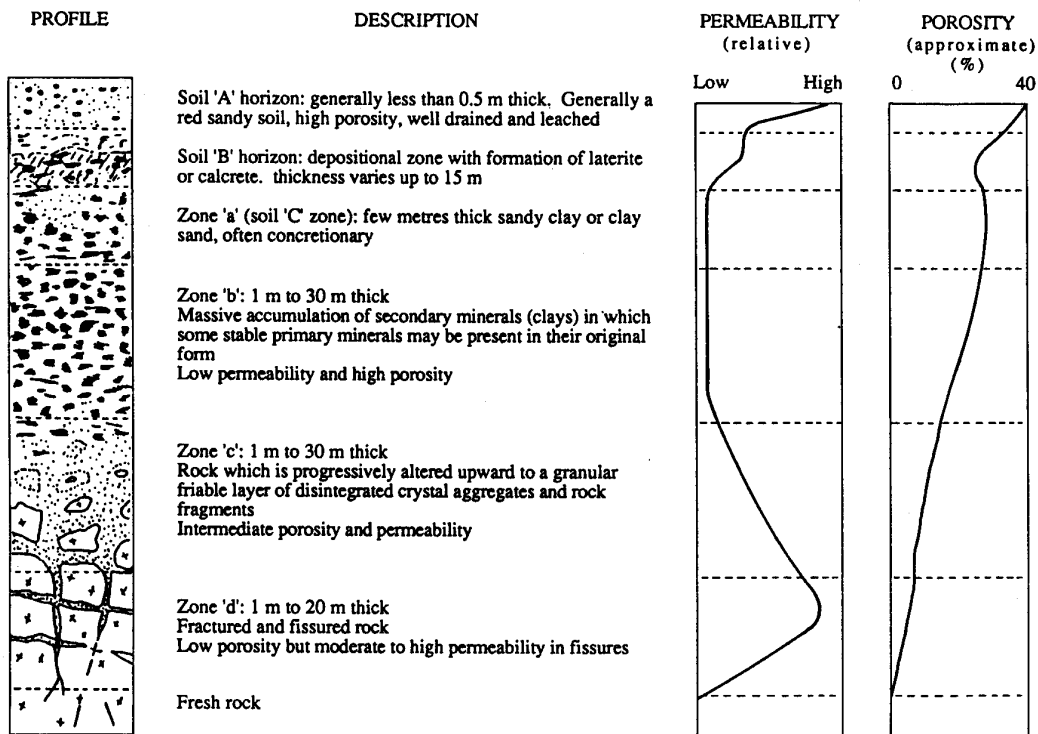 PROFILE
DESCRIPTION
PERMEABILITY
(relative)
POROSITY
(approximate)
(%)
Low High
0 40
Soil 'A' horizon: generally less than 0.5 m thick. Generally a
red sandy soil, high porosity, well drained and leached
Soil 'B' horizon: depositional zone with formation of laterite
or calcrete. thickness varies up to 15 m
Zone 'a' (soil 'C' zone): few metres thick sandy clay or clay
sand, often concretionary
Zone 'b': 1 m to 30 m thick
Massive accumulation of secondary minerals (clays) in which
some stable primary minerals may be present in their original
form
Low permeability and high porosity
Zone 'c': 1 m to 30 m thick
Rock which is progressively altered upward to a granular
friable layer of disintegrated crystal aggregates and rock
fragments
Intermediate porosity and permeability
Zone 'd': 1 m to 20 m thick
Fractured and fissured rock
Low porosity but moderate to high permeability in fissures
Fresh rock